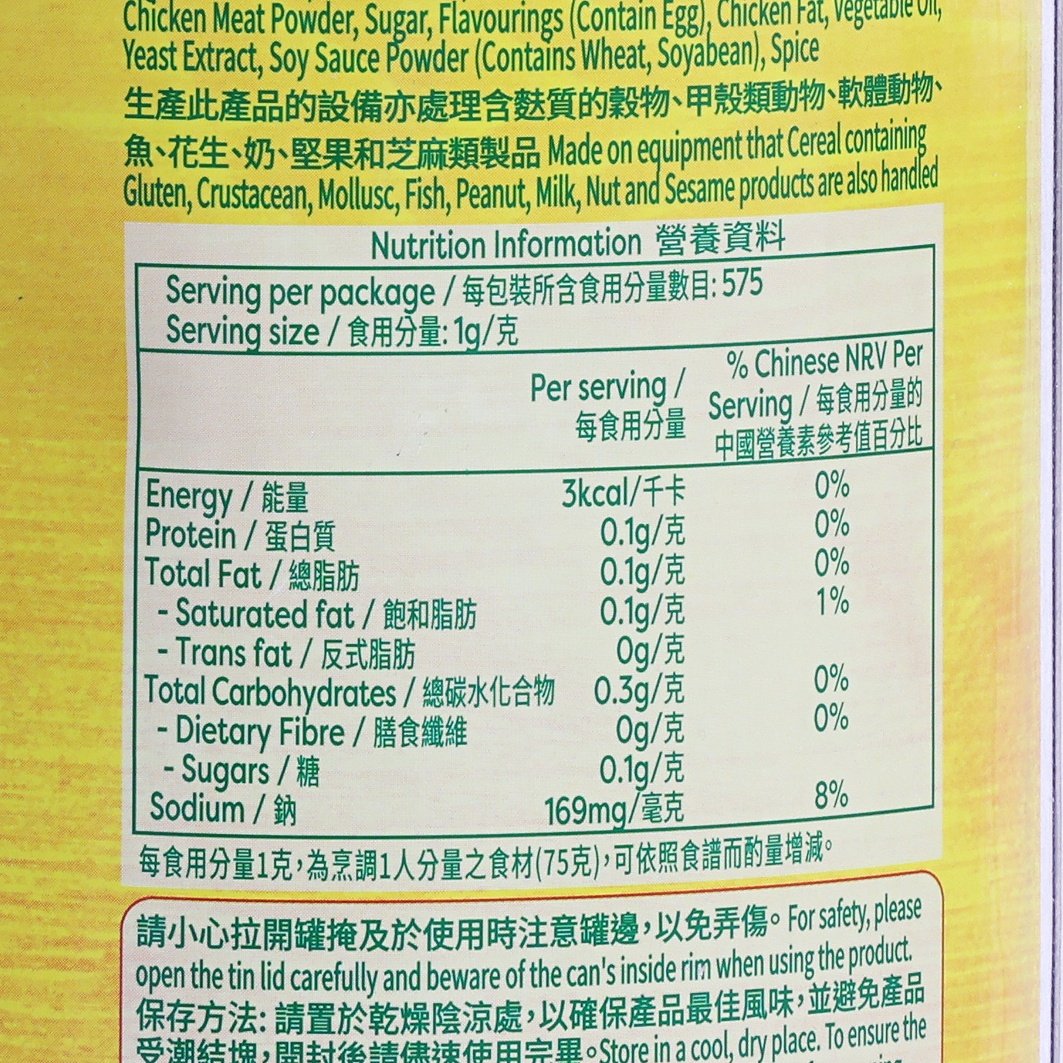 Chicken Meat Powder, Sugar, Flavourings (Contain Egg), Chicken Fat, Vegetable Oil,
Yeast Extract, Soy Sauce Powder (Contains Wheat, Soyabean), Spice
生產此產品的設備亦處理含麩質的穀物、甲殼類動物、軟體動物、
魚、花生、奶、堅果和芝麻類製品 Made on equipment that Cereal containing
Gluten, Crustacean, Mollusc, Fish, Peanut, Milk, Nut and Sesame products are also handled
Nutrition Information 營養資料
Serving per package / 每包裝所含食用分量數目: 575
Serving size / 食用分量: 1g/克
Per serving / 每食用分量
% Chinese NRV Per
Serving / 每食用分量的
中國營養素參考值百分比
Energy / 能量 3kcal/千卡 0%
Protein / 蛋白質 0.1g/克 0%
Total Fat / 總脂肪 0.1g/克 0%
- Saturated fat / 飽和脂肪 0.1g/克 1%
- Trans fat / 反式脂肪 0g/克
Total Carbohydrates / 總碳水化合物 0.3g/克 0%
- Dietary Fibre / 膳食纖維 0g/克 0%
- Sugars / 糖 0.1g/克
Sodium / 鈉 169mg/毫克 8%
每食用分量1克，為烹調1人分量之食材(75克)，可依照食譜而酌量增減。
請小心拉開罐掩及於使用時注意罐邊，以免弄傷。For safety, please
open the tin lid carefully and beware of the can's inside rim when using the product.
保存方法: 請置於乾燥陰涼處，以確保產品最佳風味，並避免產品
受潮結塊，開封後請儘速使用完畢。Store in a cool, dry place. To ensure the